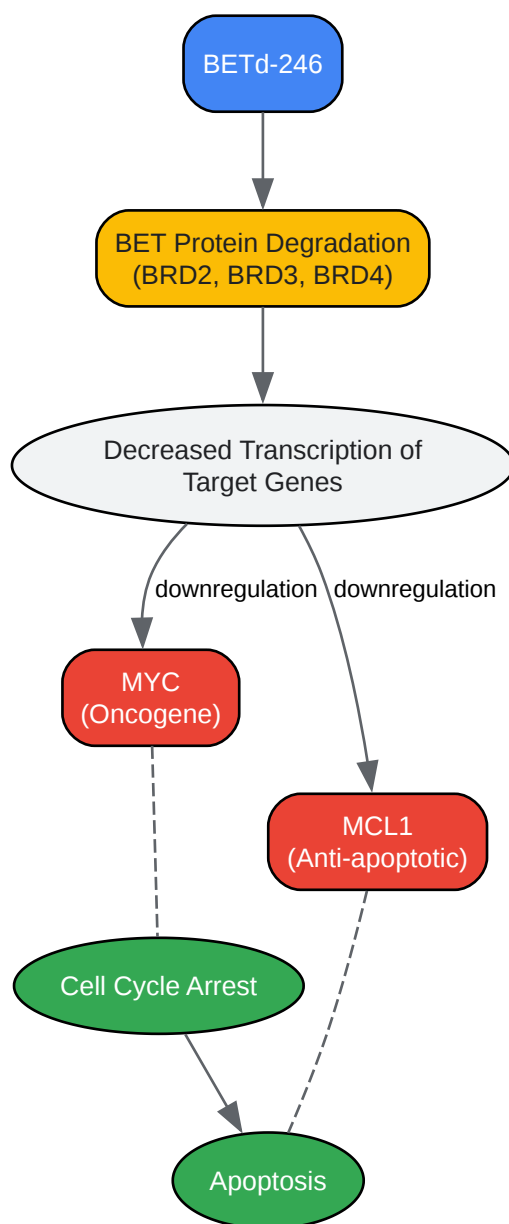 BETd-246
BET Protein Degradation
(BRD2, BRD3, BRD4)
Decreased Transcription of
Target Genes
downregulation
downregulation
MYC
(Oncogene)
MCL1
(Anti-apoptotic)
Cell Cycle Arrest
Apoptosis